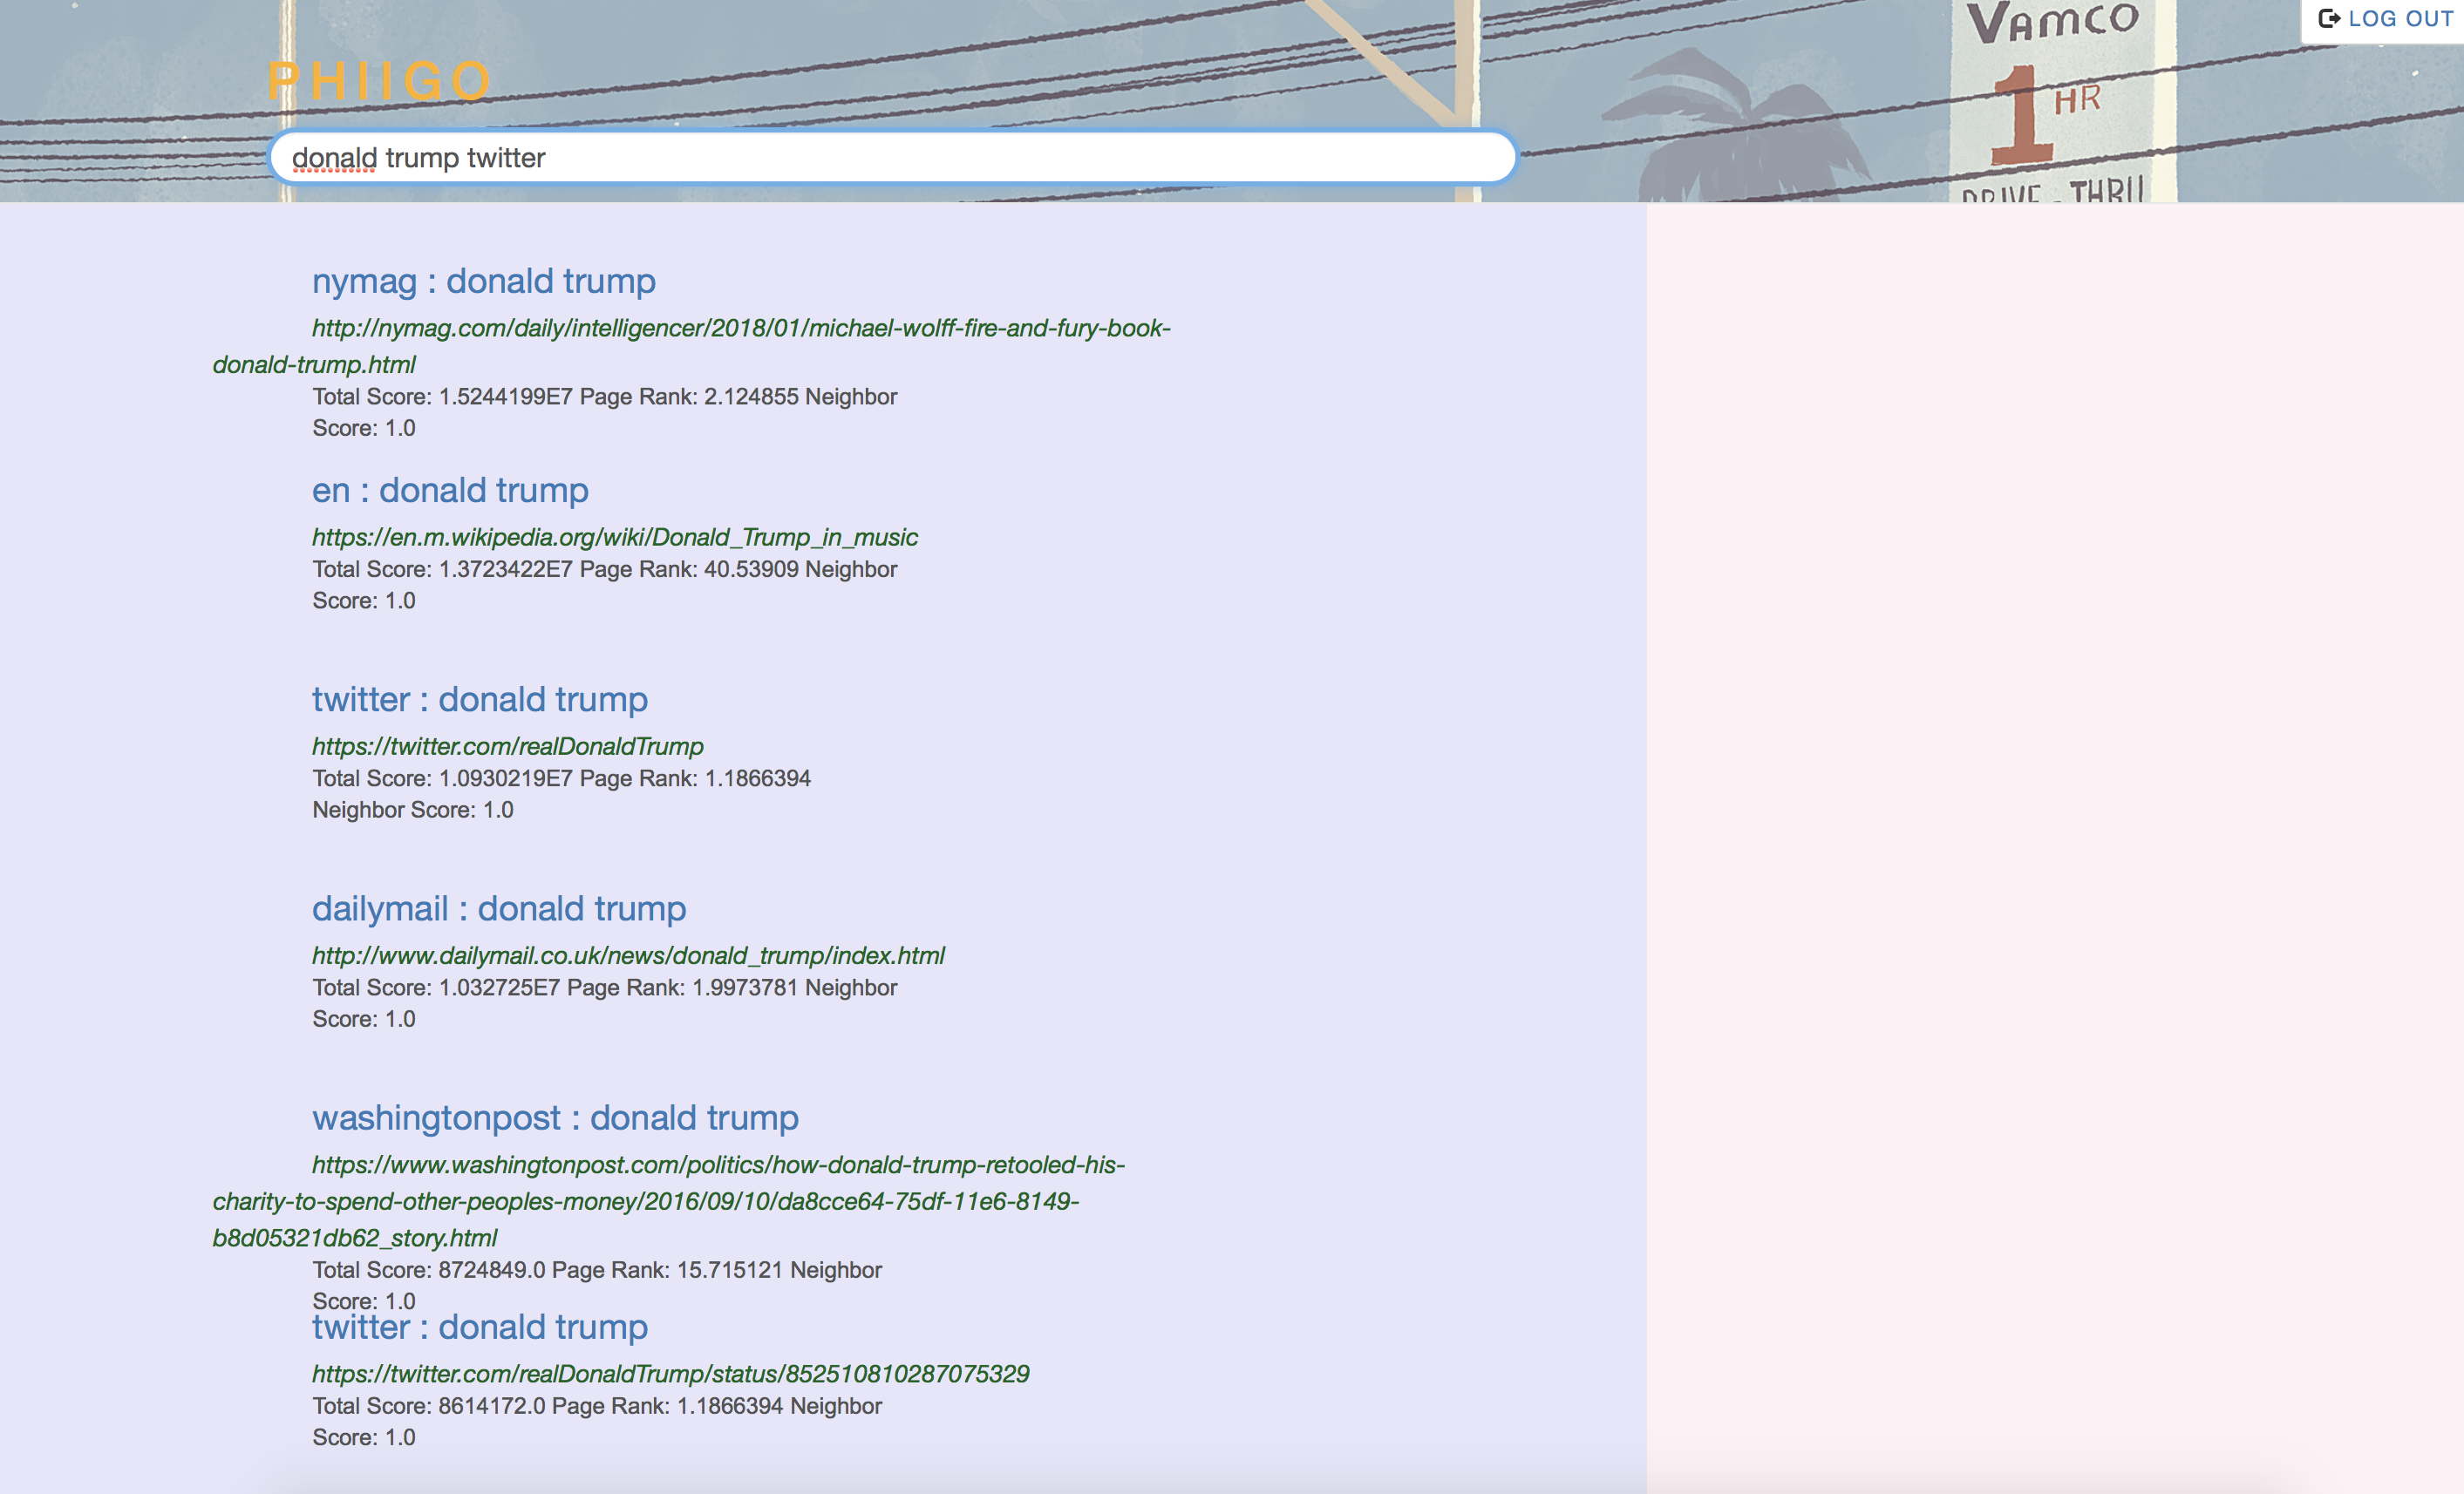 VAMCO
LOG OUT
PHIIGO
1 HR
donald trump twitter
DRIVE - THRU
nymag : donald trump
http://nymag.com/daily/intelligencer/2018/01/michael-wolff-fire-and-fury-book-
donald-trump.html
Total Score: 1.5244199E7 Page Rank: 2.124855 Neighbor
Score: 1.0
en : donald trump
https://en.m.wikipedia.org/wiki/Donald_Trump_in_music
Total Score: 1.3723422E7 Page Rank: 40.53909 Neighbor
Score: 1.0
twitter : donald trump
https://twitter.com/realDonaldTrump
Total Score: 1.0930219E7 Page Rank: 1.1866394
Neighbor Score: 1.0
dailymail : donald trump
http://www.dailymail.co.uk/news/donald_trump/index.html
Total Score: 1.032725E7 Page Rank: 1.9973781 Neighbor
Score: 1.0
washingtonpost : donald trump
https://www.washingtonpost.com/politics/how-donald-trump-retooled-his-
charity-to-spend-other-peoples-money/2016/09/10/da8cce64-75df-11e6-8149-
b8d05321db62_story.html
Total Score: 8724849.0 Page Rank: 15.715121 Neighbor
Score: 1.0
twitter : donald trump
https://twitter.com/realDonaldTrump/status/852510810287075329
Total Score: 8614172.0 Page Rank: 1.1866394 Neighbor
Score: 1.0